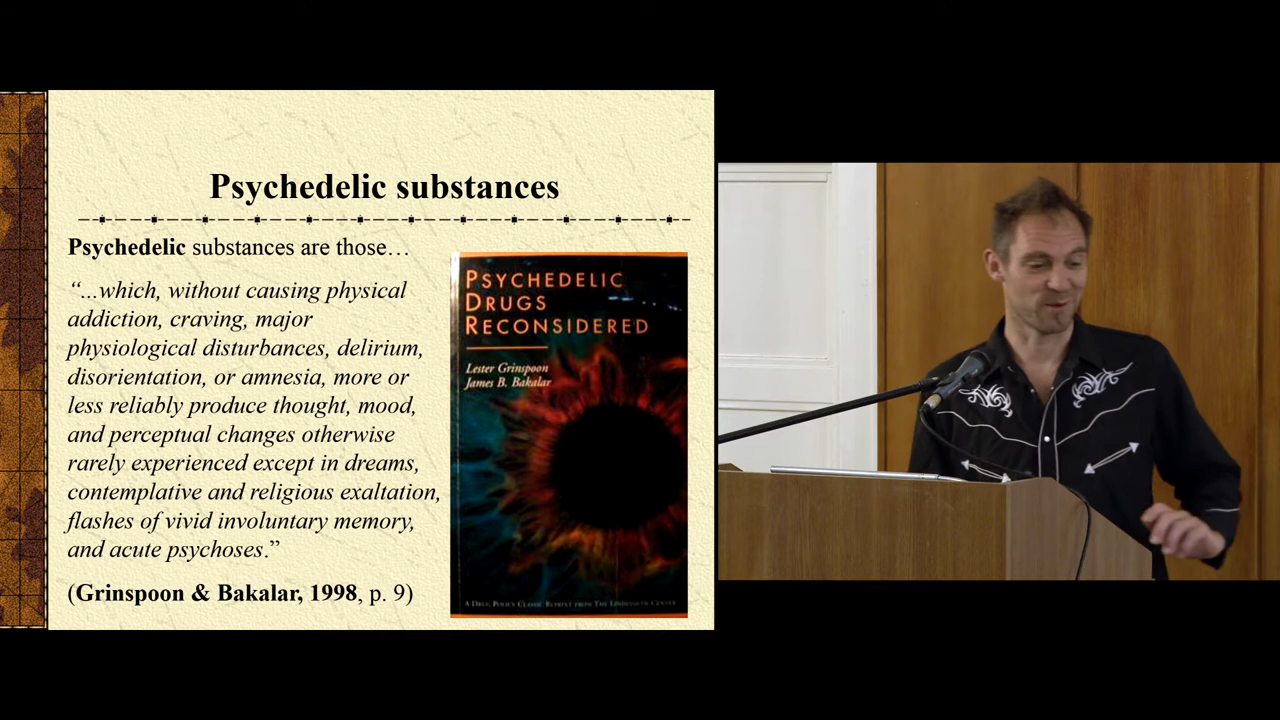 Psychedelic substances
Psychedelic substances are those…
“...which, without causing physical
addiction, craving, major
physiological disturbances, delirium,
disorientation, or amnesia, more or
less reliably produce thought, mood,
and perceptual changes otherwise
rarely experienced except in dreams,
contemplative and religious exaltation,
flashes of vivid involuntary memory,
and acute psychoses.”
(Grinspoon & Bakalar, 1998, p. 9)
PSYCHEDELIC
DRUGS
RECONSIDERED
Lester Grinspoon
James B. Bakalar
A DRUG POLICY CLASSIC REPRINT FROM THE LINDESMITH CENTER